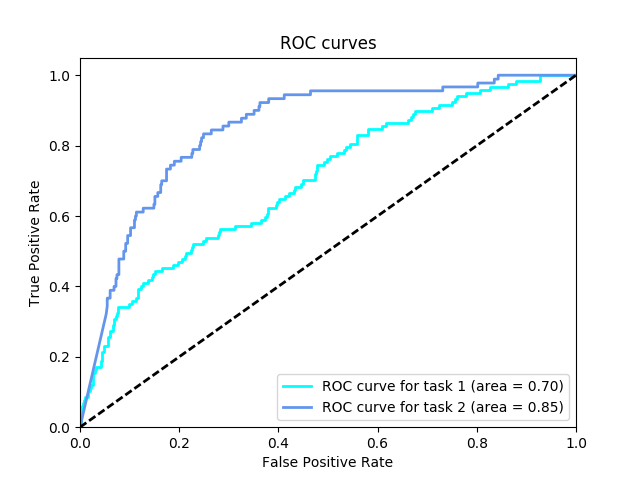 ROC curves
True Positive Rate
1.0
0.8
0.6
0.4
0.2
0.0
0.0 0.2 0.4 0.6 0.8 1.0
False Positive Rate
ROC curve for task 1 (area = 0.70)
ROC curve for task 2 (area = 0.85)